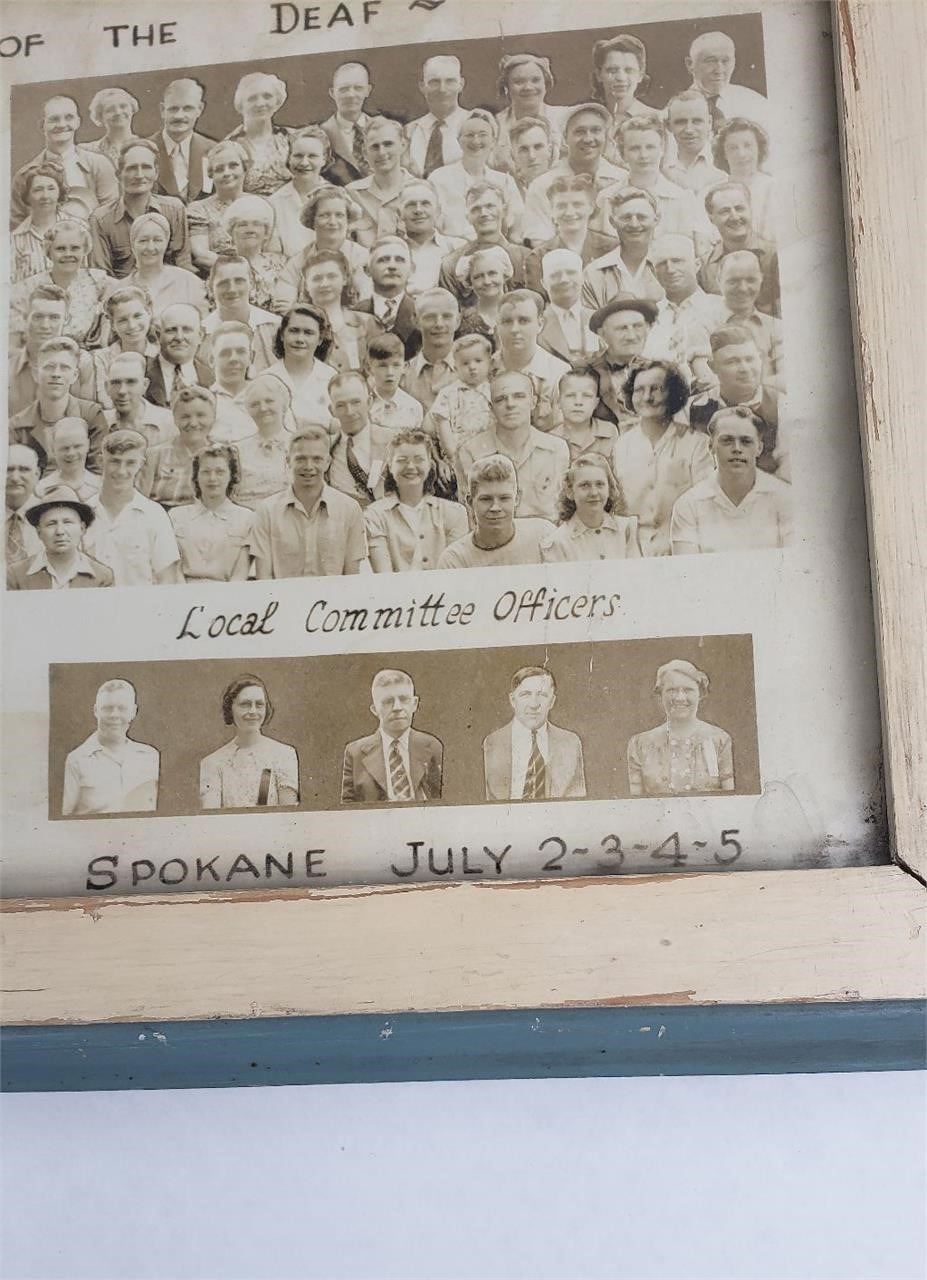 OF THE DEAF ~
Local Committee Officers
SPOKANE JULY 2-3-4-5